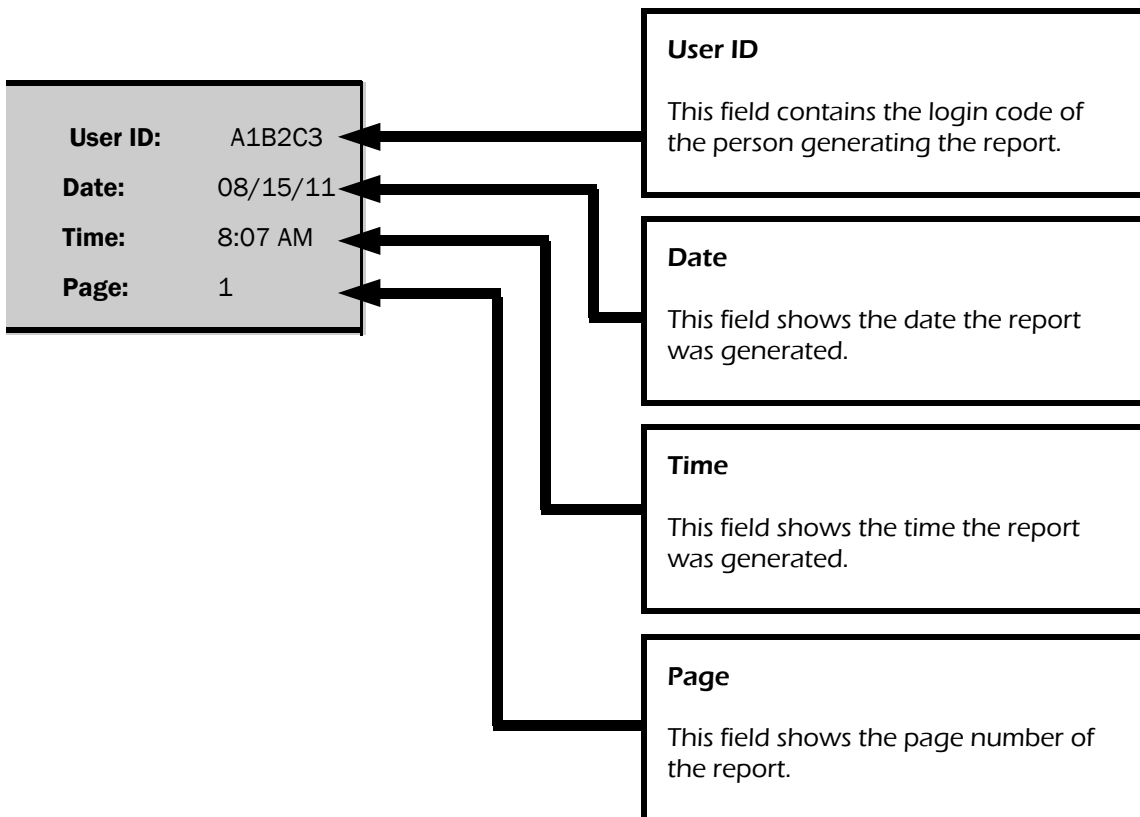 User ID: A1B2C3
Date: 08/15/11
Time: 8:07 AM
Page: 1
User ID
This field contains the login code of
the person generating the report.
Date
This field shows the date the report
was generated.
Time
This field shows the time the report
was generated.
Page
This field shows the page number of
the report.